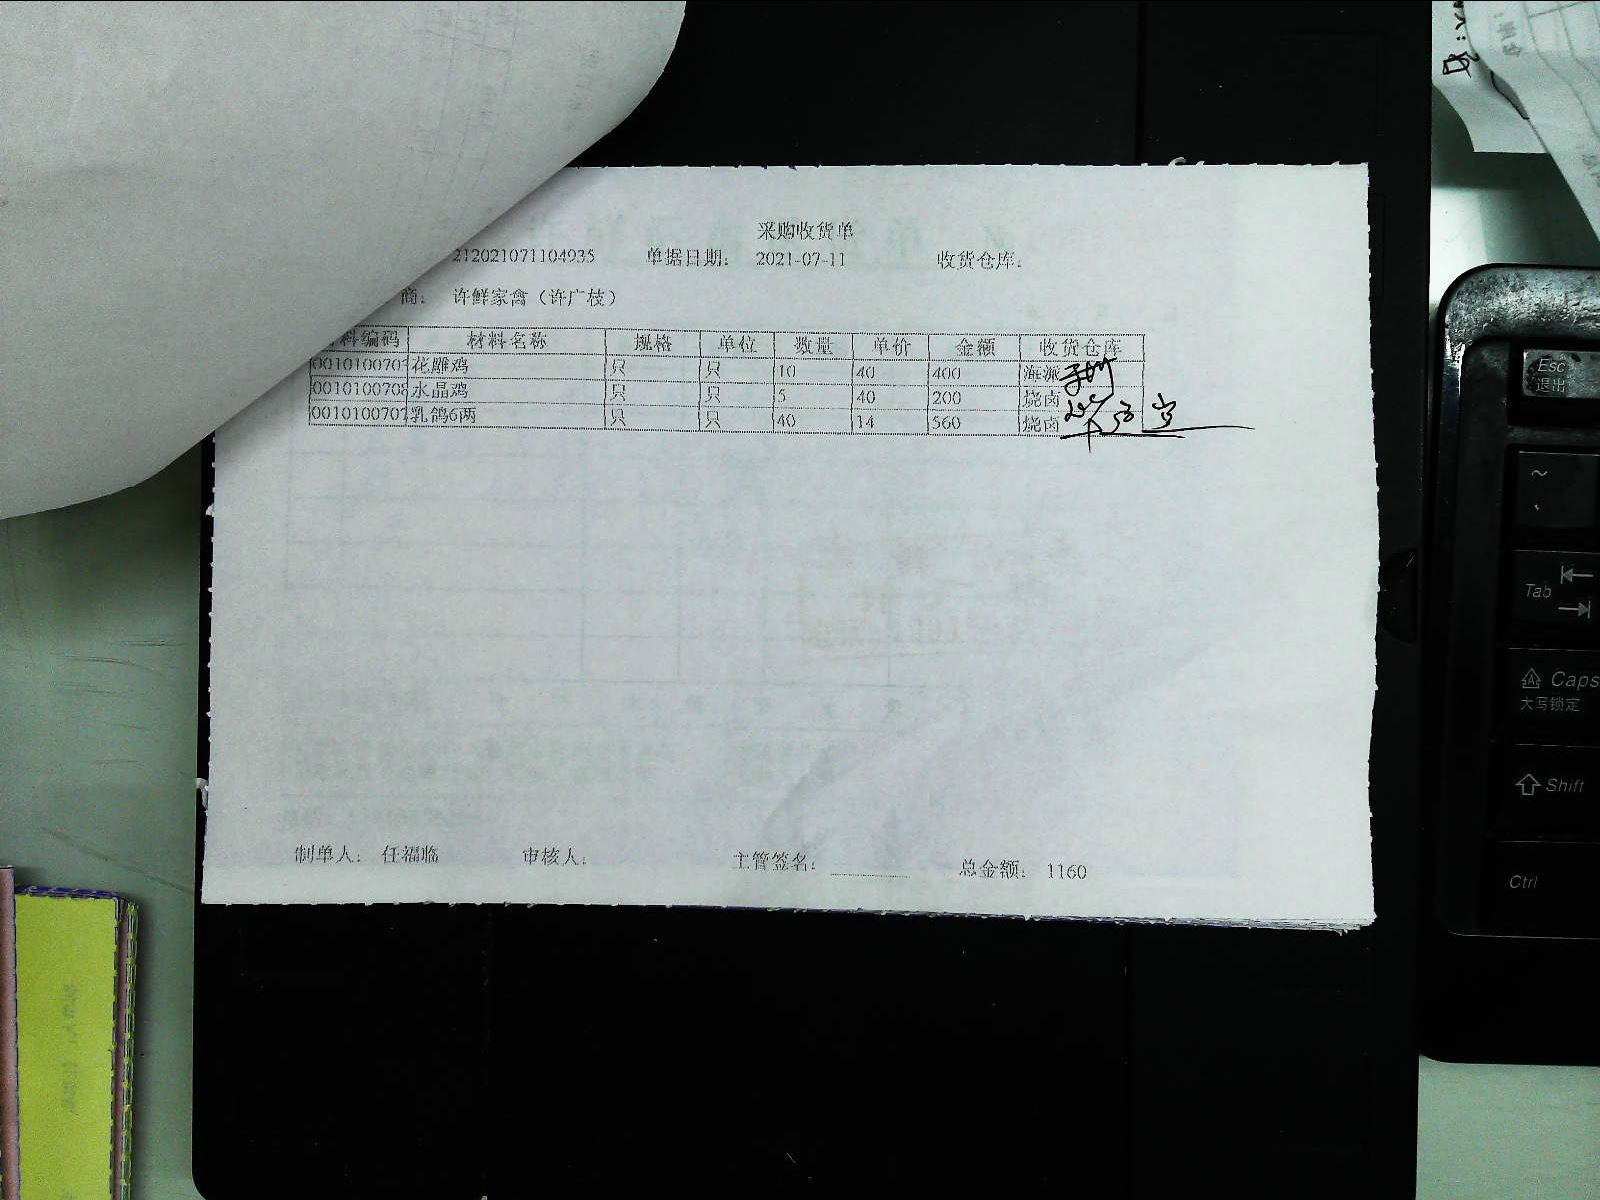 采购收货单
212021071104935 单据日期: 2021-07-11 收货仓库:
商: 许鲜家禽（许广枝）
料编码 材料名称 规格 单位 数量 单价 金额 收货仓库
花雕鸡 只 只 10 40 400 海派
水晶鸡 只 只 5 40 200 烧卤
乳鸽6两 只 只 40 14 560 烧卤
制单人: 任福临 审核人: 主管签名: 总金额: 1160
Esc
退出
~
Tab
Caps
大写锁定
Shift
Ctrl